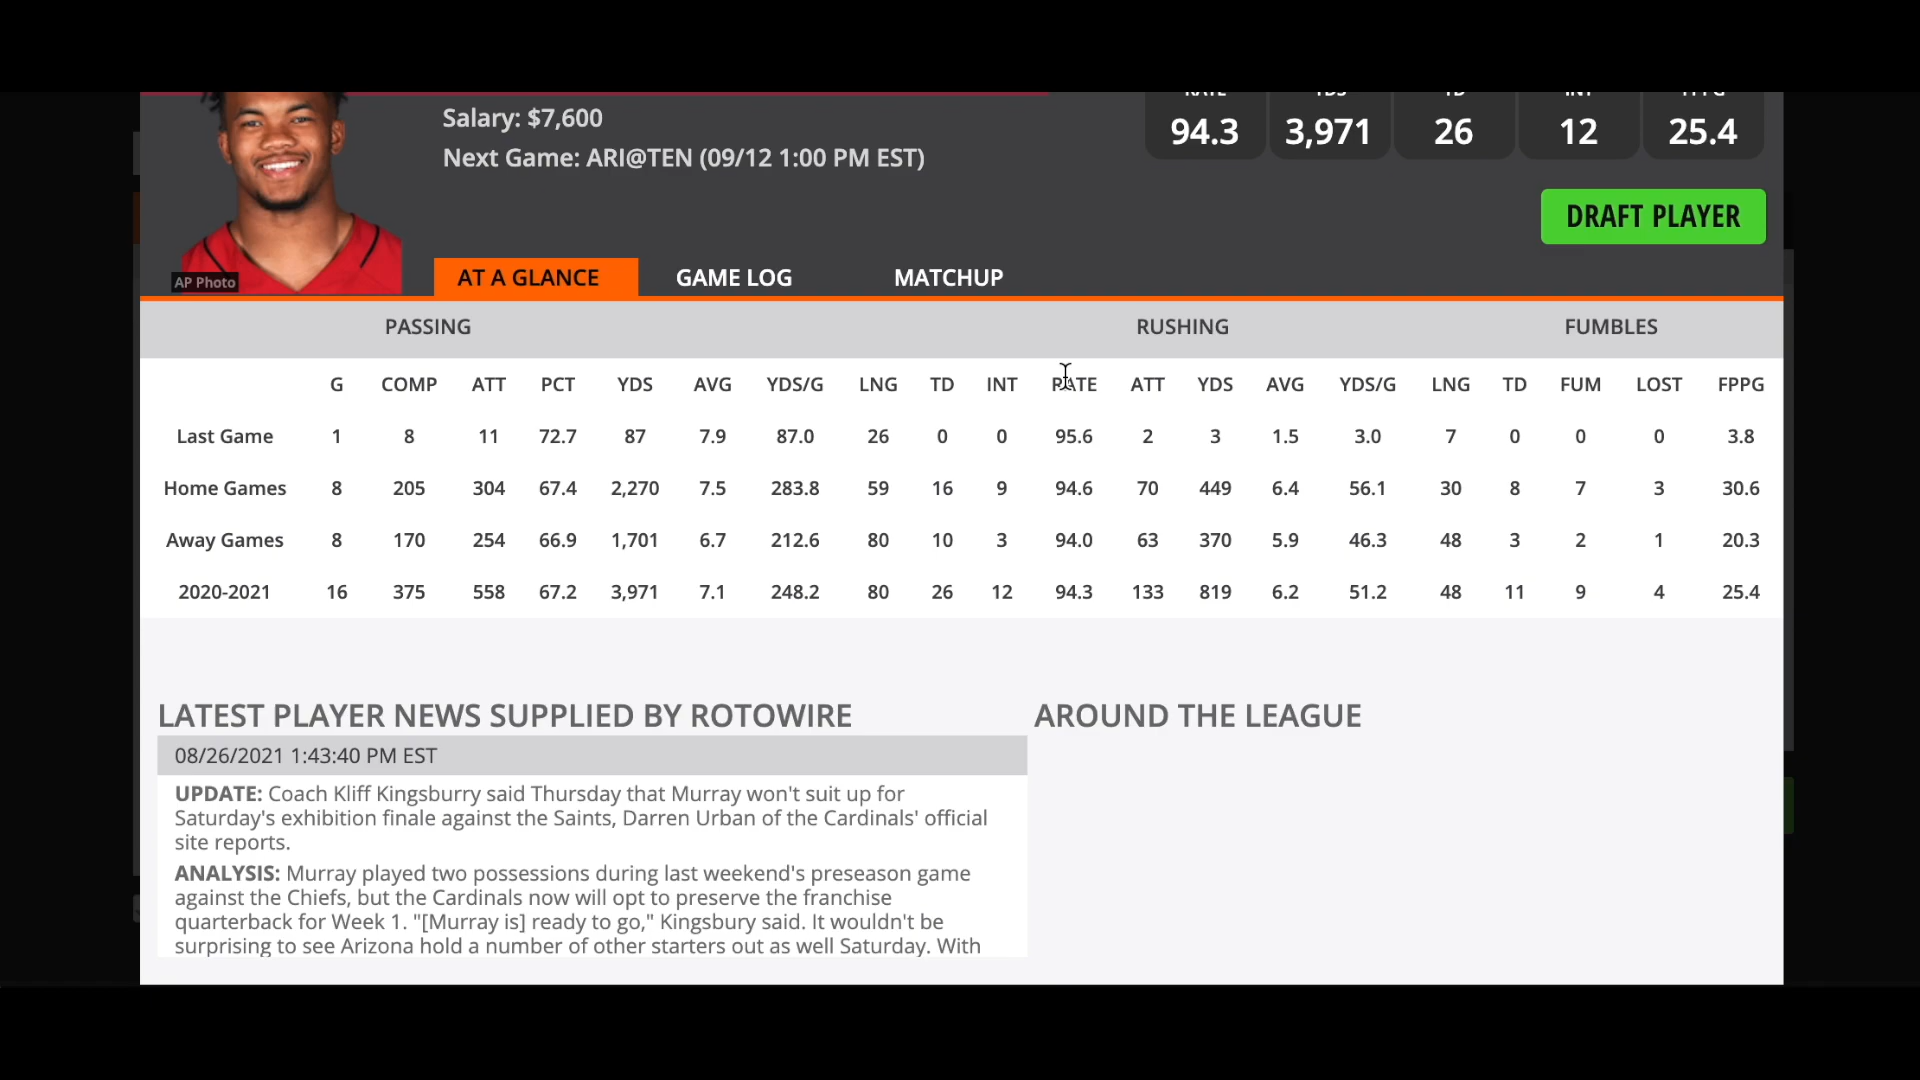 RATE YDS TD INT FPPG
Salary: $7,600
94.3 3,971 26 12 25.4
Next Game: ARI@TEN (09/12 1:00 PM EST)
DRAFT PLAYER
AP Photo
AT A GLANCE GAME LOG MATCHUP
PASSING RUSHING FUMBLES
G COMP ATT PCT YDS AVG YDS/G LNG TD INT RATE ATT YDS AVG YDS/G LNG TD FUM LOST FPPG
Last Game 1 8 11 72.7 87 7.9 87.0 26 0 0 95.6 2 3 1.5 3.0 7 0 0 0 3.8
Home Games 8 205 304 67.4 2,270 7.5 283.8 59 16 9 94.6 70 449 6.4 56.1 30 8 7 3 30.6
Away Games 8 170 254 66.9 1,701 6.7 212.6 80 10 3 94.0 63 370 5.9 46.3 48 3 2 1 20.3
2020-2021 16 375 558 67.2 3,971 7.1 248.2 80 26 12 94.3 133 819 6.2 51.2 48 11 9 4 25.4
LATEST PLAYER NEWS SUPPLIED BY ROTOWIRE
AROUND THE LEAGUE
08/26/2021 1:43:40 PM EST
UPDATE: Coach Kliff Kingsburry said Thursday that Murray won't suit up for
Saturday's exhibition finale against the Saints, Darren Urban of the Cardinals' official
site reports.
ANALYSIS: Murray played two possessions during last weekend's preseason game
against the Chiefs, but the Cardinals now will opt to preserve the franchise
quarterback for Week 1. "[Murray is] ready to go," Kingsbury said. It wouldn't be
surprising to see Arizona hold a number of other starters out as well Saturday. With